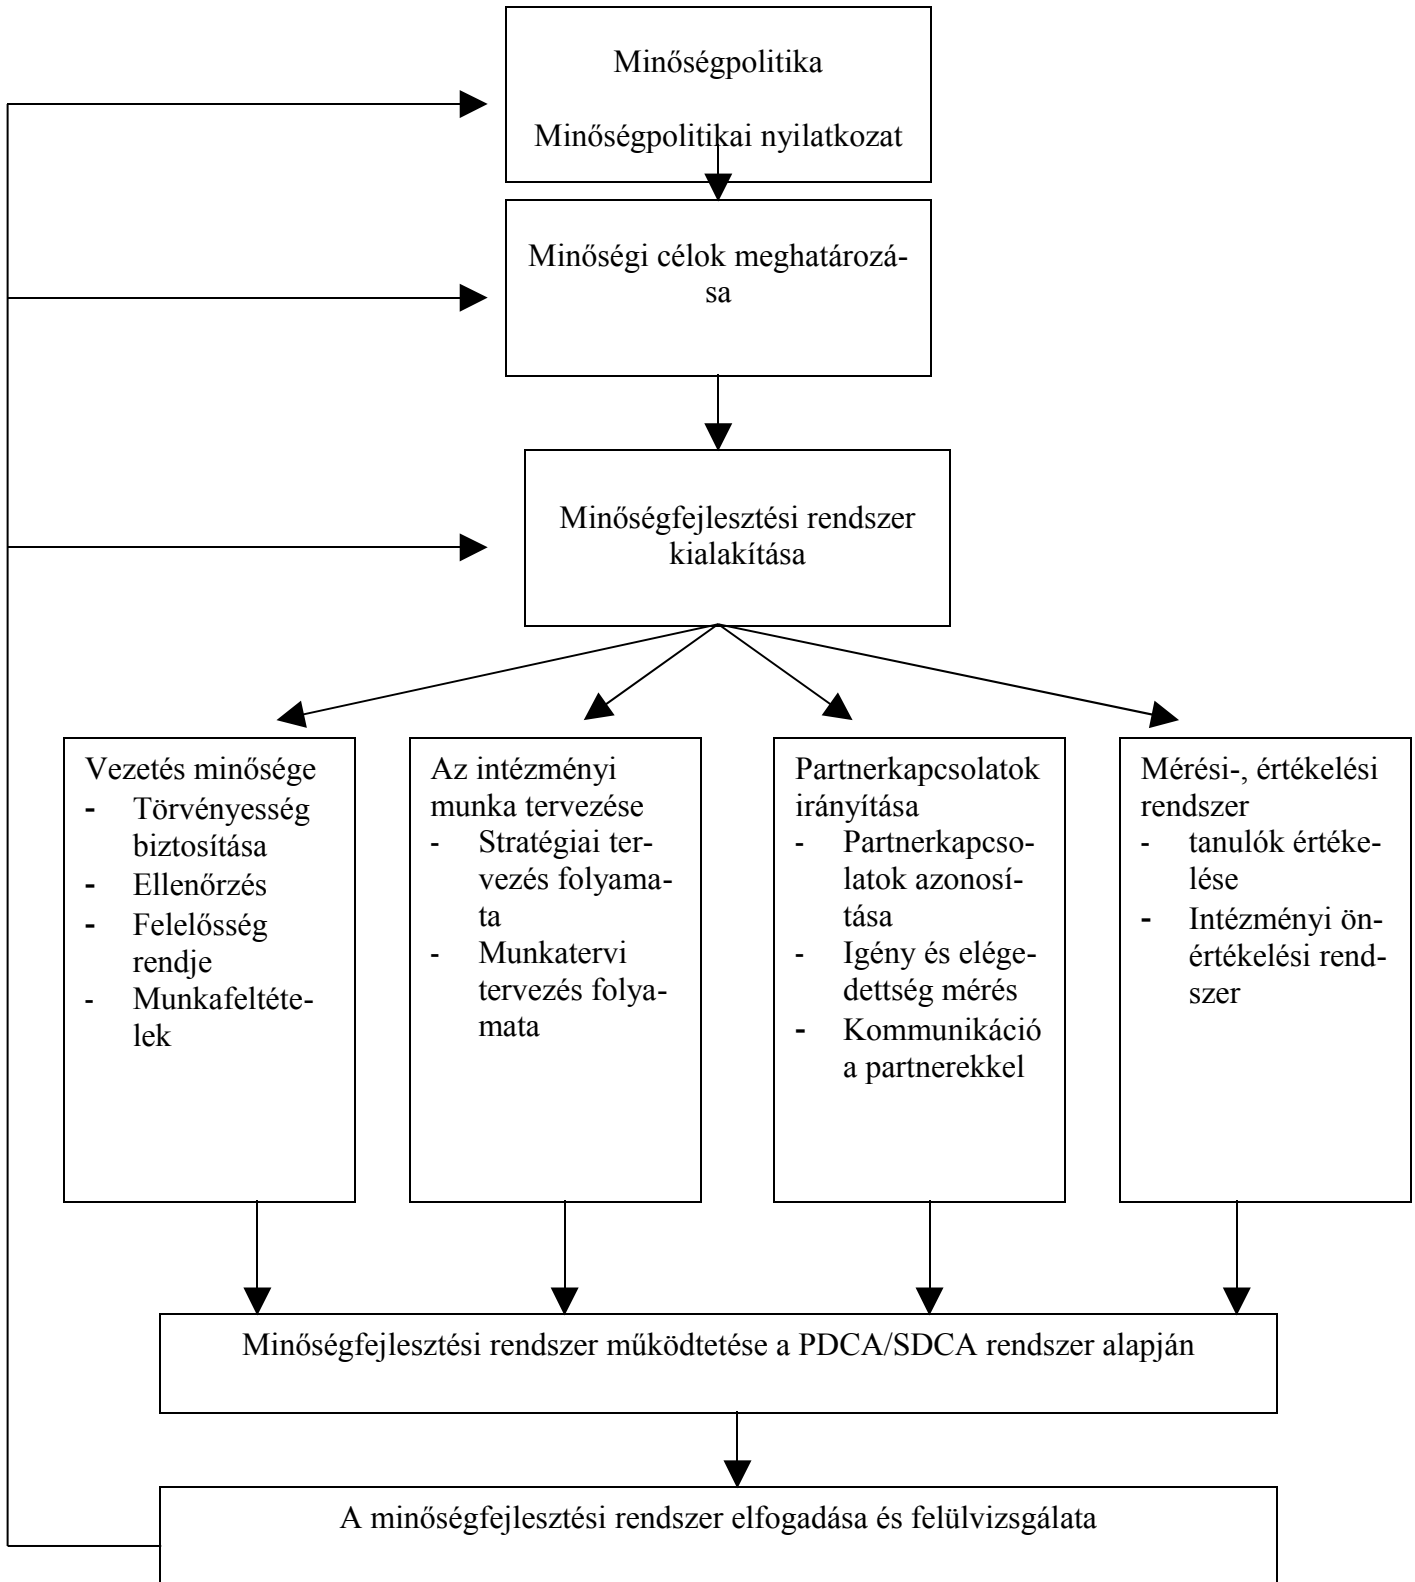 Minőségpolitika
Minőségpolitikai nyilatkozat
Minőségi célok meghatározá-
sa
Minőségfejlesztési rendszer
kialakítása
Vezetés minősége
- Törvényesség
biztosítása
- Ellenőrzés
- Felelősség
rendje
- Munkafeltéte-
lek
Az intézményi
munka tervezése
- Stratégiai ter-
vezés folyama-
ta
- Munkatervi
tervezés folya-
mata
Partnerkapcsolatok
irányítása
- Partnerkapcso-
latok azonosí-
tása
- Igény és elége-
dettség mérés
- Kommunikáció
a partnerekkel
Mérési-, értékelési
rendszer
- tanulók értéke-
lése
- Intézményi ön-
értékelési rend-
szer
Minőségfejlesztési rendszer működtetése a PDCA/SDCA rendszer alapján
A minőségfejlesztési rendszer elfogadása és felülvizsgálata